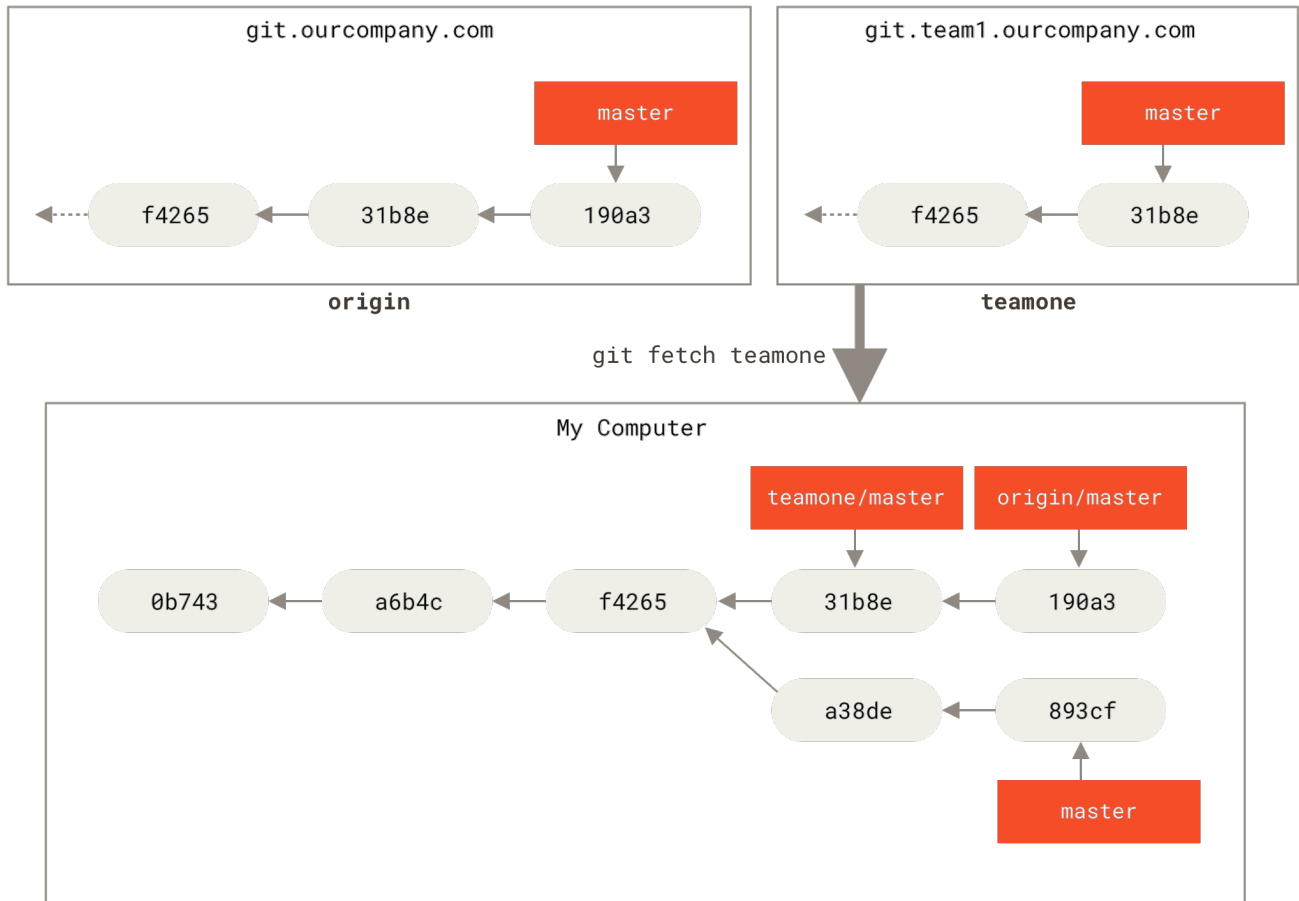 git.ourcompany.com
master
f4265 31b8e 190a3
origin
git.team1.ourcompany.com
master
f4265 31b8e
teamone
git fetch teamone
My Computer
teamone/master origin/master
0b743 a6b4c f4265 31b8e 190a3
a38de 893cf
master